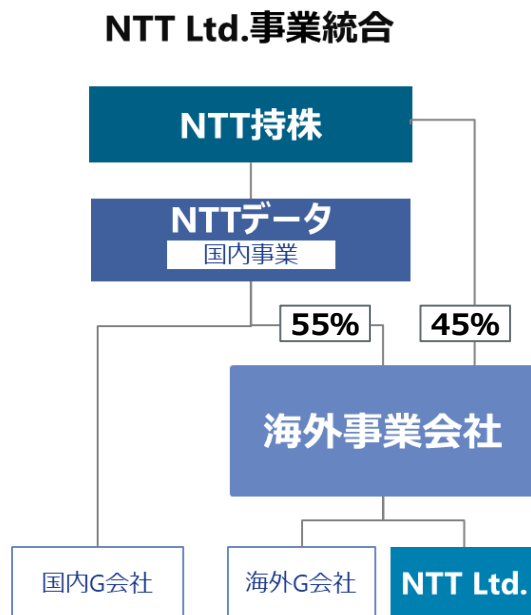 NTT Ltd.事業統合
NTT持株
NTTデータ
国内事業
55%
45%
海外事業会社
国内G会社
海外G会社
NTT Ltd.